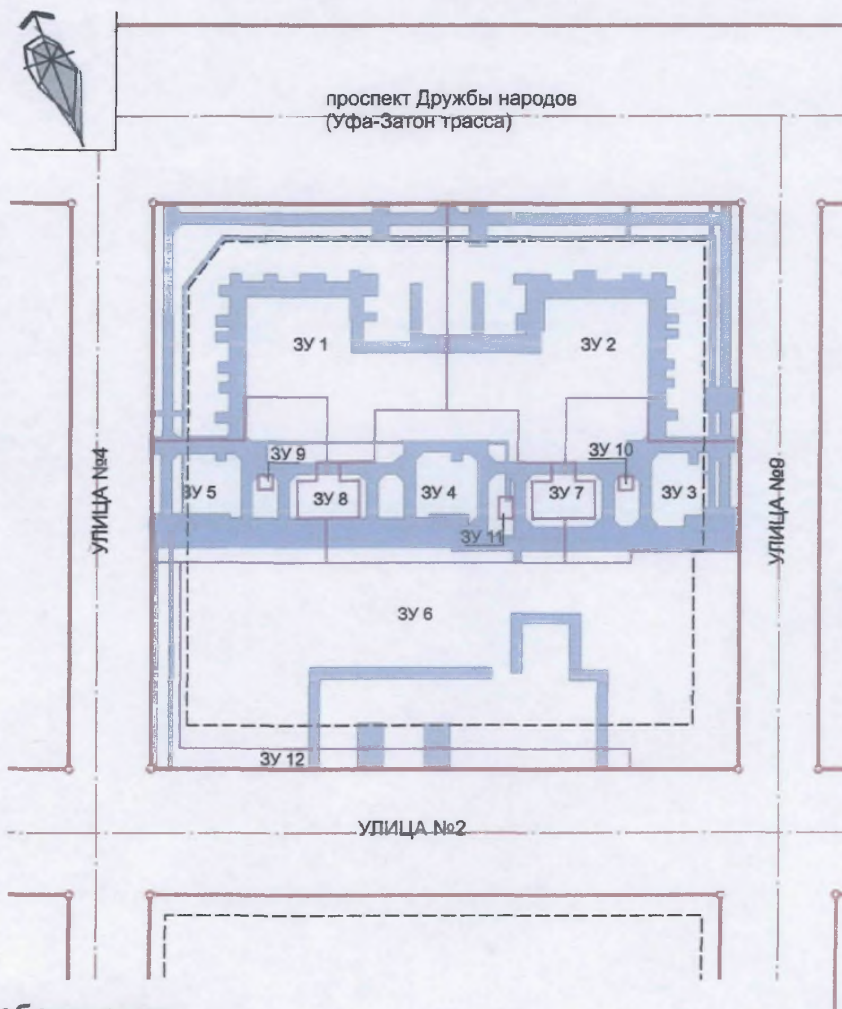 проспект Дружбы народов
(Уфа-Затон трасса)
ЗУ 1
ЗУ 2
УЛИЦА №4
ЗУ 9
ЗУ 10
ЗУ 5
ЗУ 8
ЗУ 4
ЗУ 7
ЗУ 3
УЛИЦА №9
ЗУ 11
ЗУ 6
ЗУ 12
УЛИЦА №2